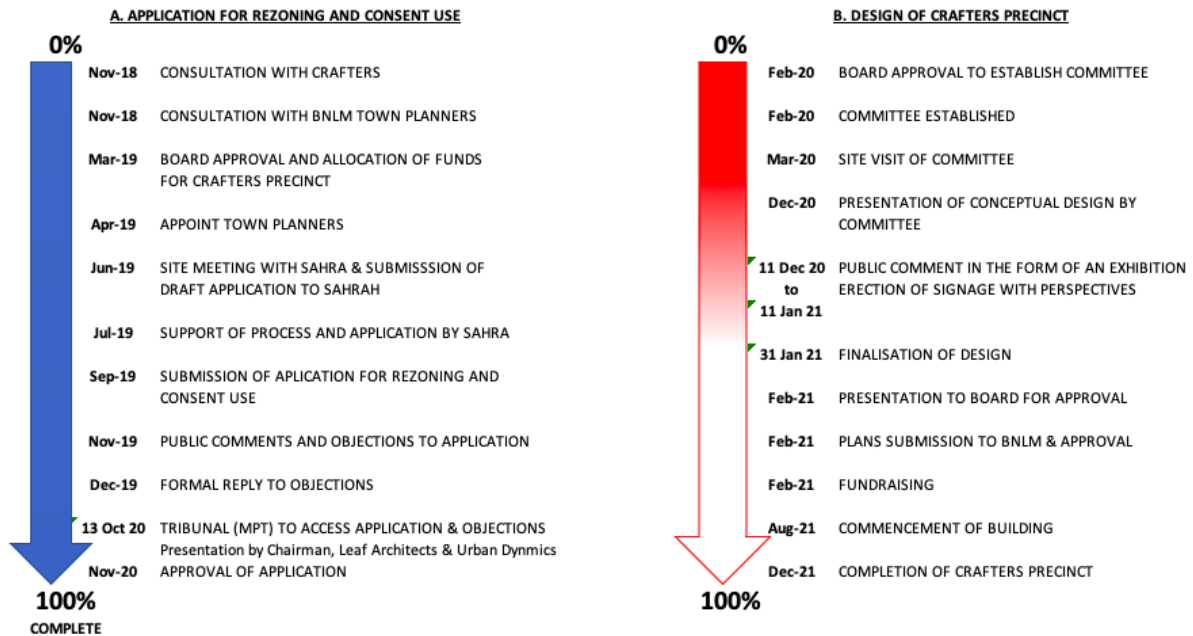 A. APPLICATION FOR REZONING AND CONSENT USE
0%
Nov-18 CONSULTATION WITH CRAFTERS
Nov-18 CONSULTATION WITH BNLM TOWN PLANNERS
Mar-19 BOARD APPROVAL AND ALLOCATION OF FUNDS
FOR CRAFTERS PRECINCT
Apr-19 APPOINT TOWN PLANNERS
Jun-19 SITE MEETING WITH SAHRA & SUBMISSSION OF
DRAFT APPLICATION TO SAHRAH
Jul-19 SUPPORT OF PROCESS AND APPLICATION BY SAHRA
Sep-19 SUBMISSION OF APLICATION FOR REZONING AND
CONSENT USE
Nov-19 PUBLIC COMMENTS AND OBJECTIONS TO APPLICATION
Dec-19 FORMAL REPLY TO OBJECTIONS
13 Oct 20 TRIBUNAL (MPT) TO ACCESS APPLICATION & OBJECTIONS
Presentation by Chairman, Leaf Architects & Urban Dynmics
Nov-20 APPROVAL OF APPLICATION
100%
COMPLETE
B. DESIGN OF CRAFTERS PRECINCT
0%
Feb-20 BOARD APPROVAL TO ESTABLISH COMMITTEE
Feb-20 COMMITTEE ESTABLISHED
Mar-20 SITE VISIT OF COMMITTEE
Dec-20 PRESENTATION OF CONCEPTUAL DESIGN BY
COMMITTEE
11 Dec 20 PUBLIC COMMENT IN THE FORM OF AN EXHIBITION
to ERECTION OF SIGNAGE WITH PERSPECTIVES
11 Jan 21
31 Jan 21 FINALISATION OF DESIGN
Feb-21 PRESENTATION TO BOARD FOR APPROVAL
Feb-21 PLANS SUBMISSION TO BNLM & APPROVAL
Feb-21 FUNDRAISING
Aug-21 COMMENCEMENT OF BUILDING
Dec-21 COMPLETION OF CRAFTERS PRECINCT
100%